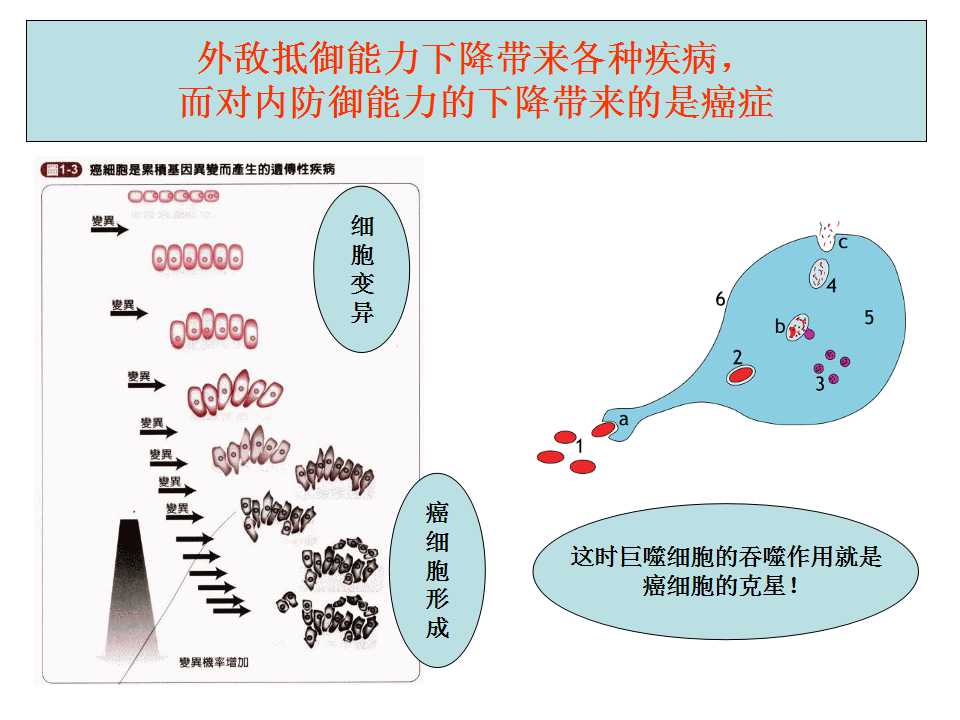 外敌抵御能力下降带来各种疾病，
而对内防御能力的下降带来的是癌症
圖1-3 癌細胞是累積基因異變而產生的遺傳性疾病
變異
變異
變異
變異
變異
變異
變異
變異機率增加
细胞变异
癌细胞形成
c
4
6
5
b
2
3
a
1
这时巨噬细胞的吞噬作用就是
癌细胞的克星！